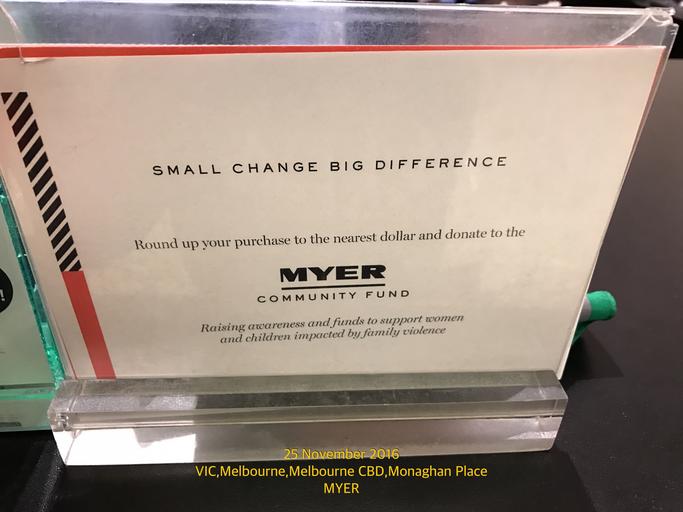 SMALL CHANGE BIG DIFFERENCE
Round up your purchase to the nearest dollar and donate to the
MYER
COMMUNITY FUND
Raising awareness and funds to support women
and children impacted by family violence
!
25 November 2016
VIC,Melbourne,Melbourne CBD,Monaghan Place
MYER